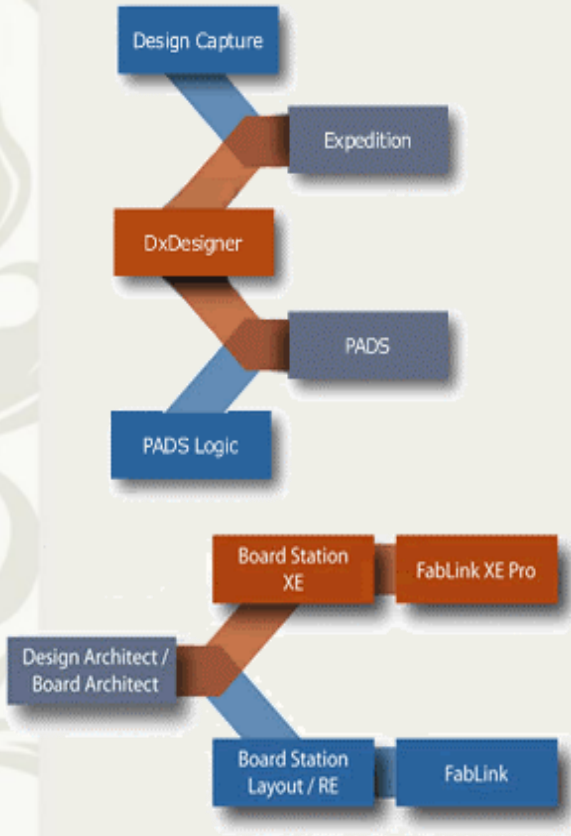 Design Capture
Expedition
DxDesigner
PADS
PADS Logic
Board Station
XE
FabLink XE Pro
Design Architect /
Board Architect
Board Station
Layout / RE
FabLink